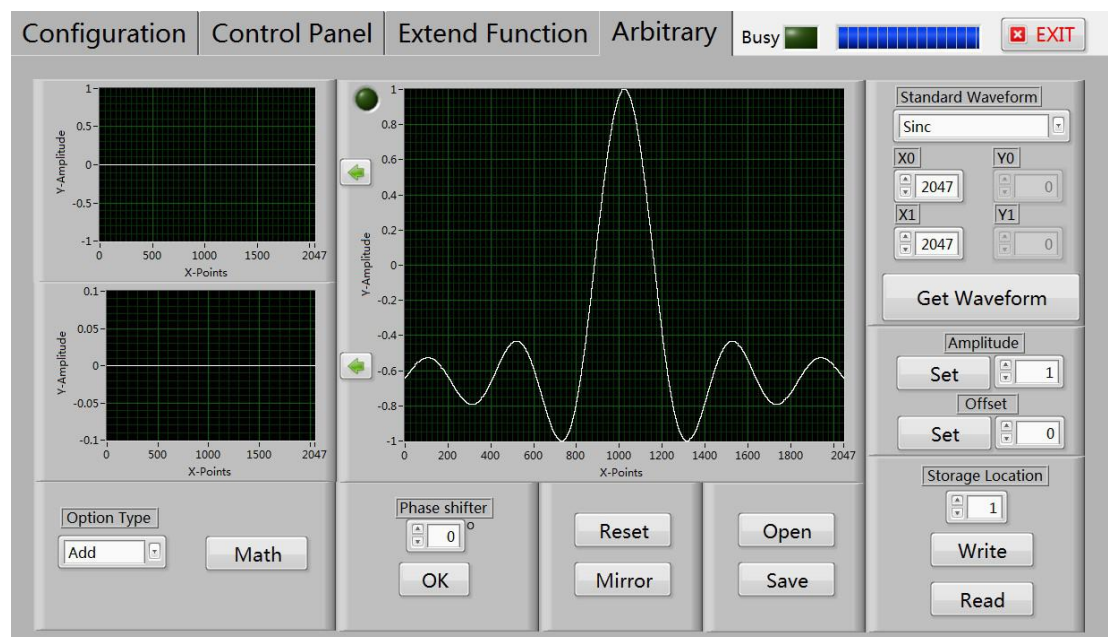 Configuration Control Panel Extend Function Arbitrary Busy EXIT
1
0.5
0
-0.5
-1
Y-Amplitude
0 500 1000 1500 2047
X-Points
0.1
0.05
0
-0.05
-0.1
Y-Amplitude
0 500 1000 1500 2047
X-Points
1
0.8
0.6
0.4
0.2
0
-0.2
-0.4
-0.6
-0.8
-1
Y-Amplitude
0 200 400 600 800 1000 1200 1400 1600 1800 2047
X-Points
Standard Waveform
Sinc
X0 Y0
2047 0
X1 Y1
2047 0
Get Waveform
Amplitude
Set 1
Offset
Set 0
Storage Location
1
Write
Read
Option Type
Add Math
Phase shifter
0 °
OK
Reset
Mirror
Open
Save